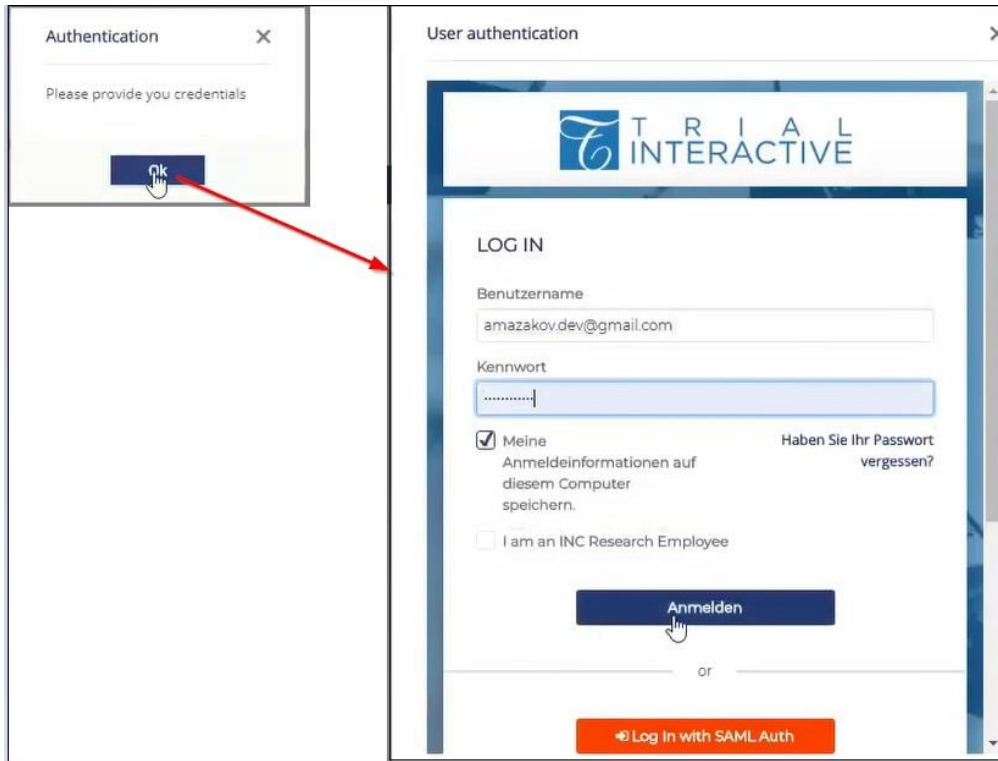 Authentication
Please provide you credentials
Ok
User authentication
TRIAL
INTERACTIVE
LOG IN
Benutzername
amazakov.dev@gmail.com
Kennwort
············
Meine
Anmeldeinformationen auf
diesem Computer
speichern.
Haben Sie Ihr Passwort
vergessen?
I am an INC Research Employee
Anmelden
or
Log In with SAML Auth